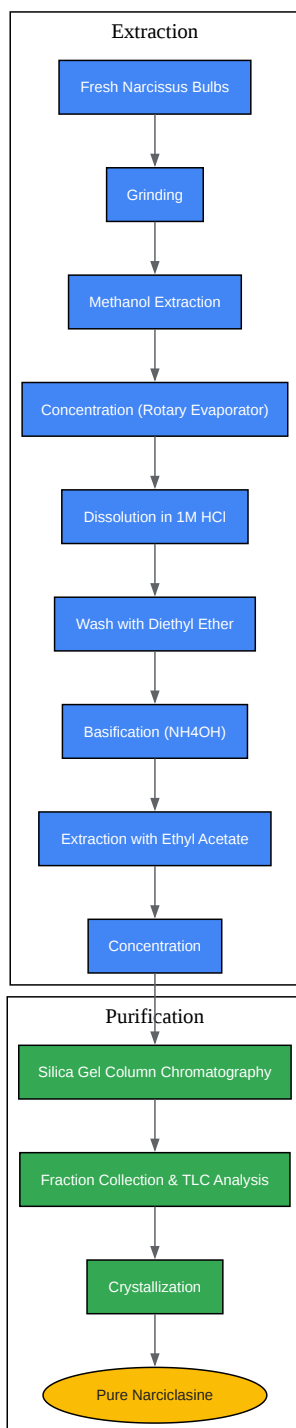 Extraction
Fresh Narcissus Bulbs
Grinding
Methanol Extraction
Concentration (Rotary Evaporator)
Dissolution in 1M HCl
Wash with Diethyl Ether
Basification (NH4OH)
Extraction with Ethyl Acetate
Concentration
Purification
Silica Gel Column Chromatography
Fraction Collection & TLC Analysis
Crystallization
Pure Narciclasine